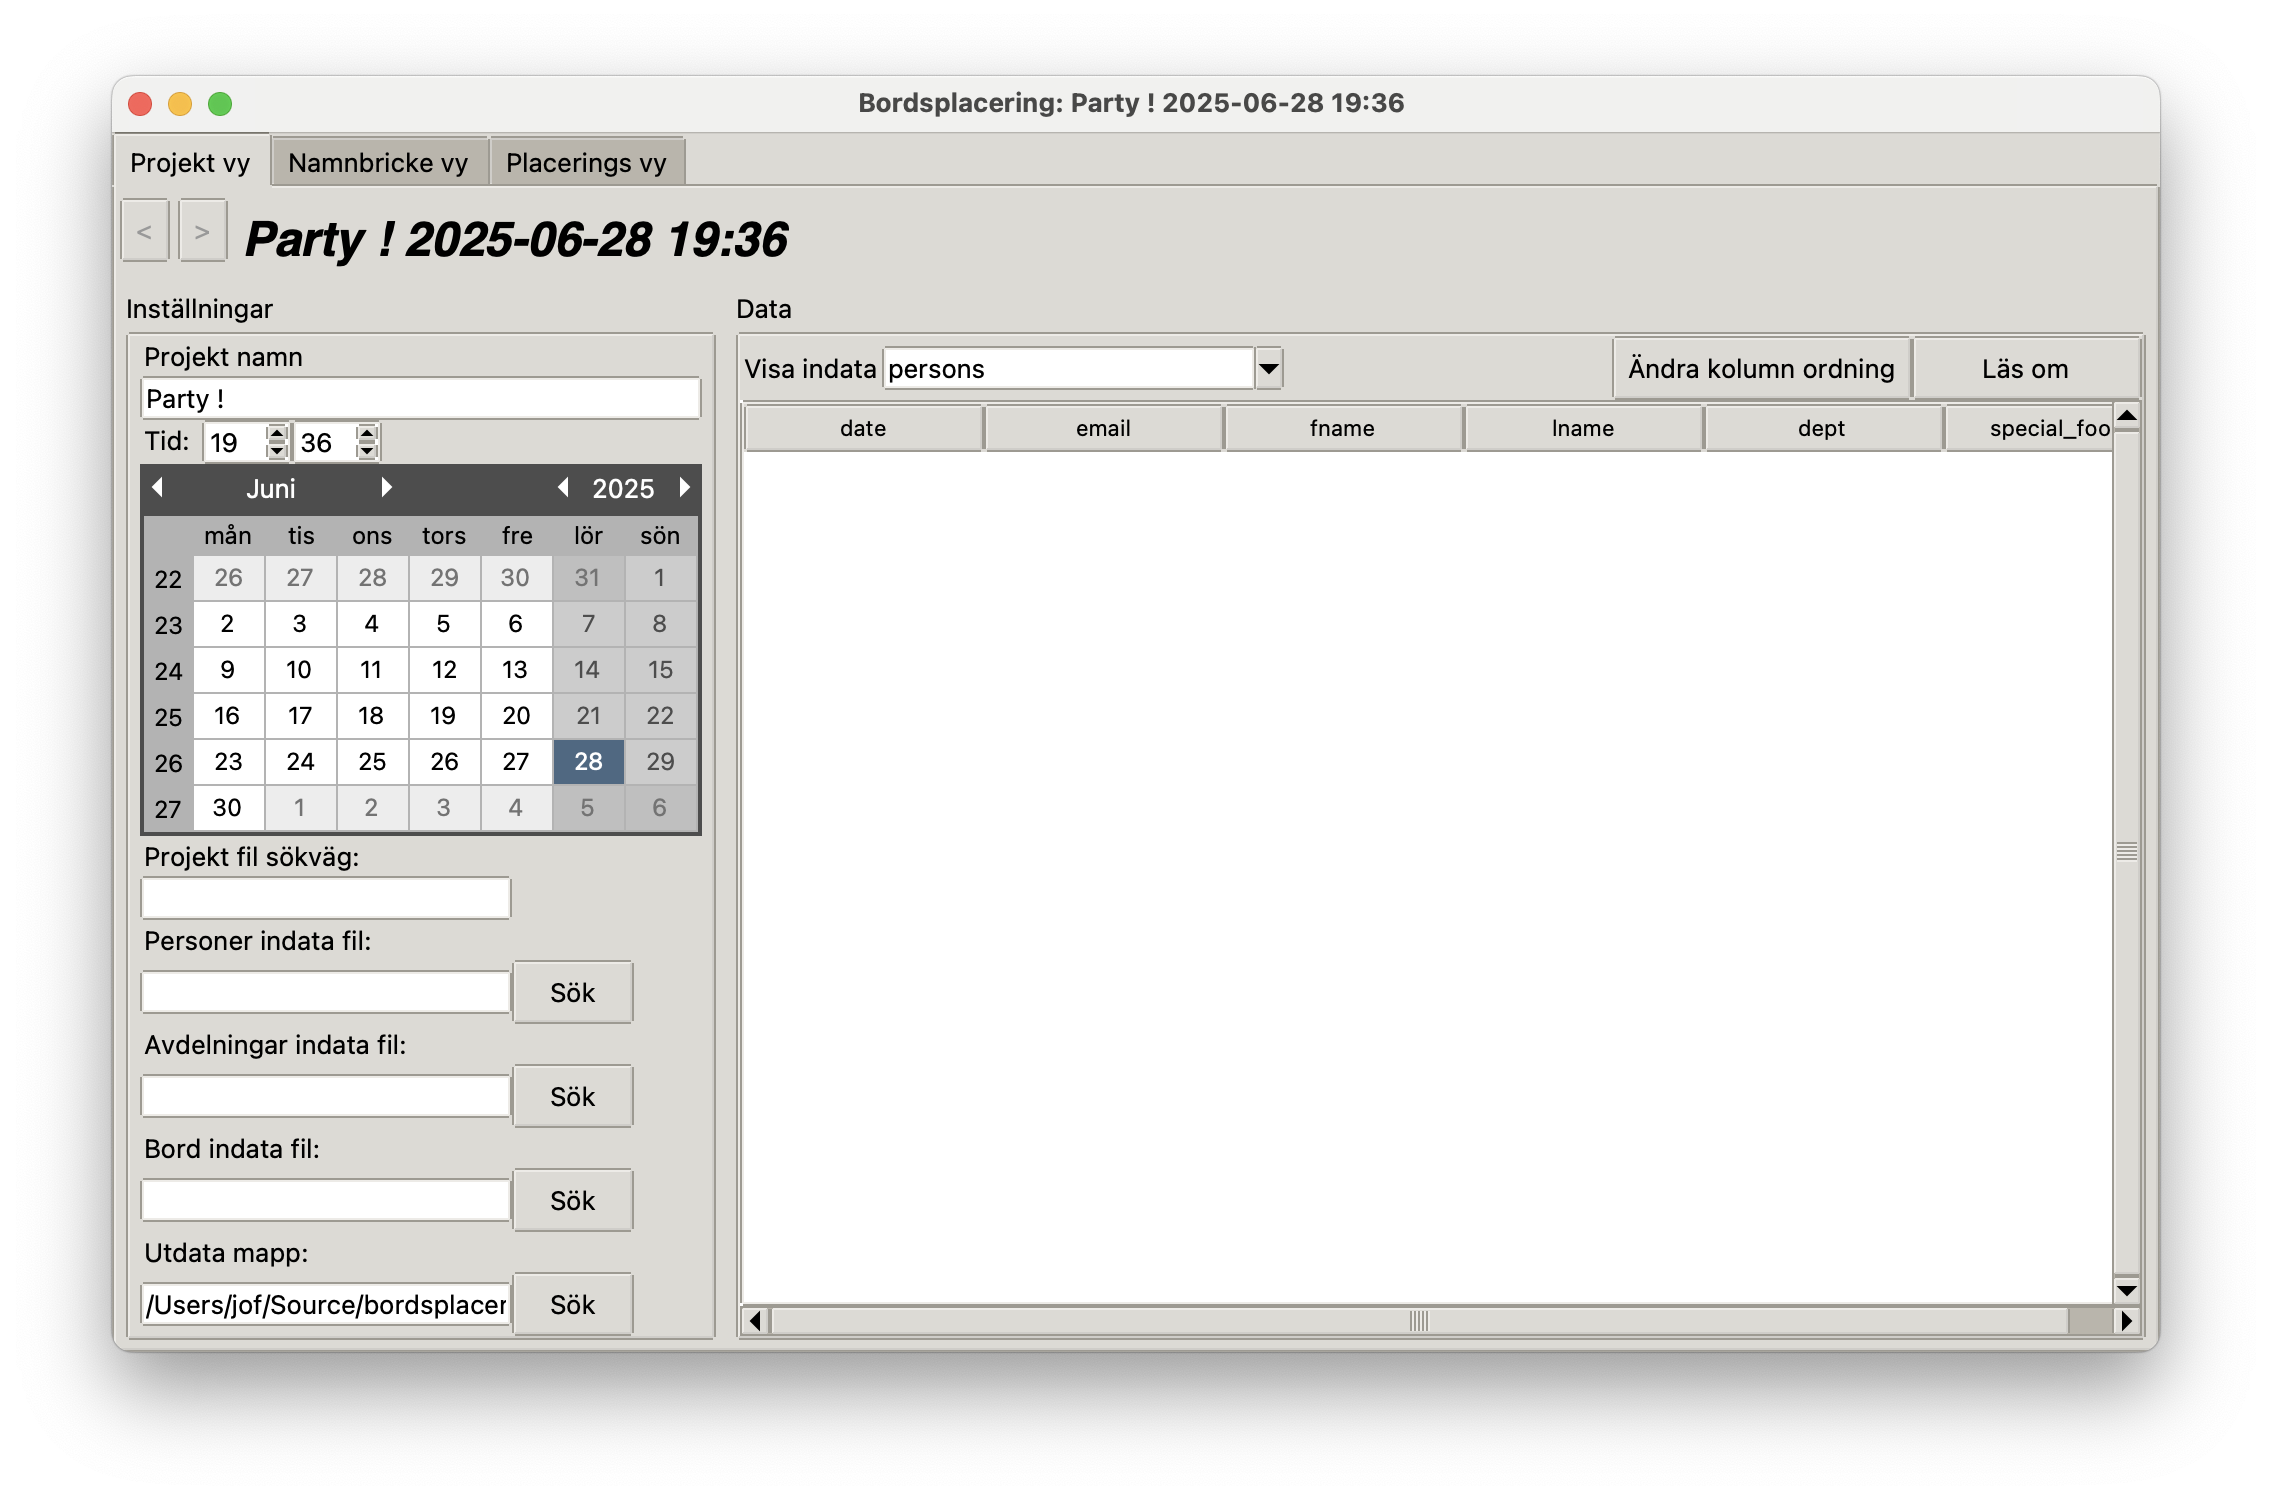 Bordsplacering: Party ! 2025-06-28 19:36
Projekt vy Namnbricke vy Placerings vy
< > Party ! 2025-06-28 19:36
Inställningar
Projekt namn
Party !
Tid: 19 36
Juni 2025
mån tis ons tors fre lör sön
22 26 27 28 29 30 31 1
23 2 3 4 5 6 7 8
24 9 10 11 12 13 14 15
25 16 17 18 19 20 21 22
26 23 24 25 26 27 28 29
27 30 1 2 3 4 5 6
Projekt fil sökväg:
Personer indata fil:
Sök
Avdelningar indata fil:
Sök
Bord indata fil:
Sök
Utdata mapp:
/Users/jof/Source/bordsplacer Sök
Data
Visa indata persons Ändra kolumn ordning Läs om
date email fname lname dept special_foo